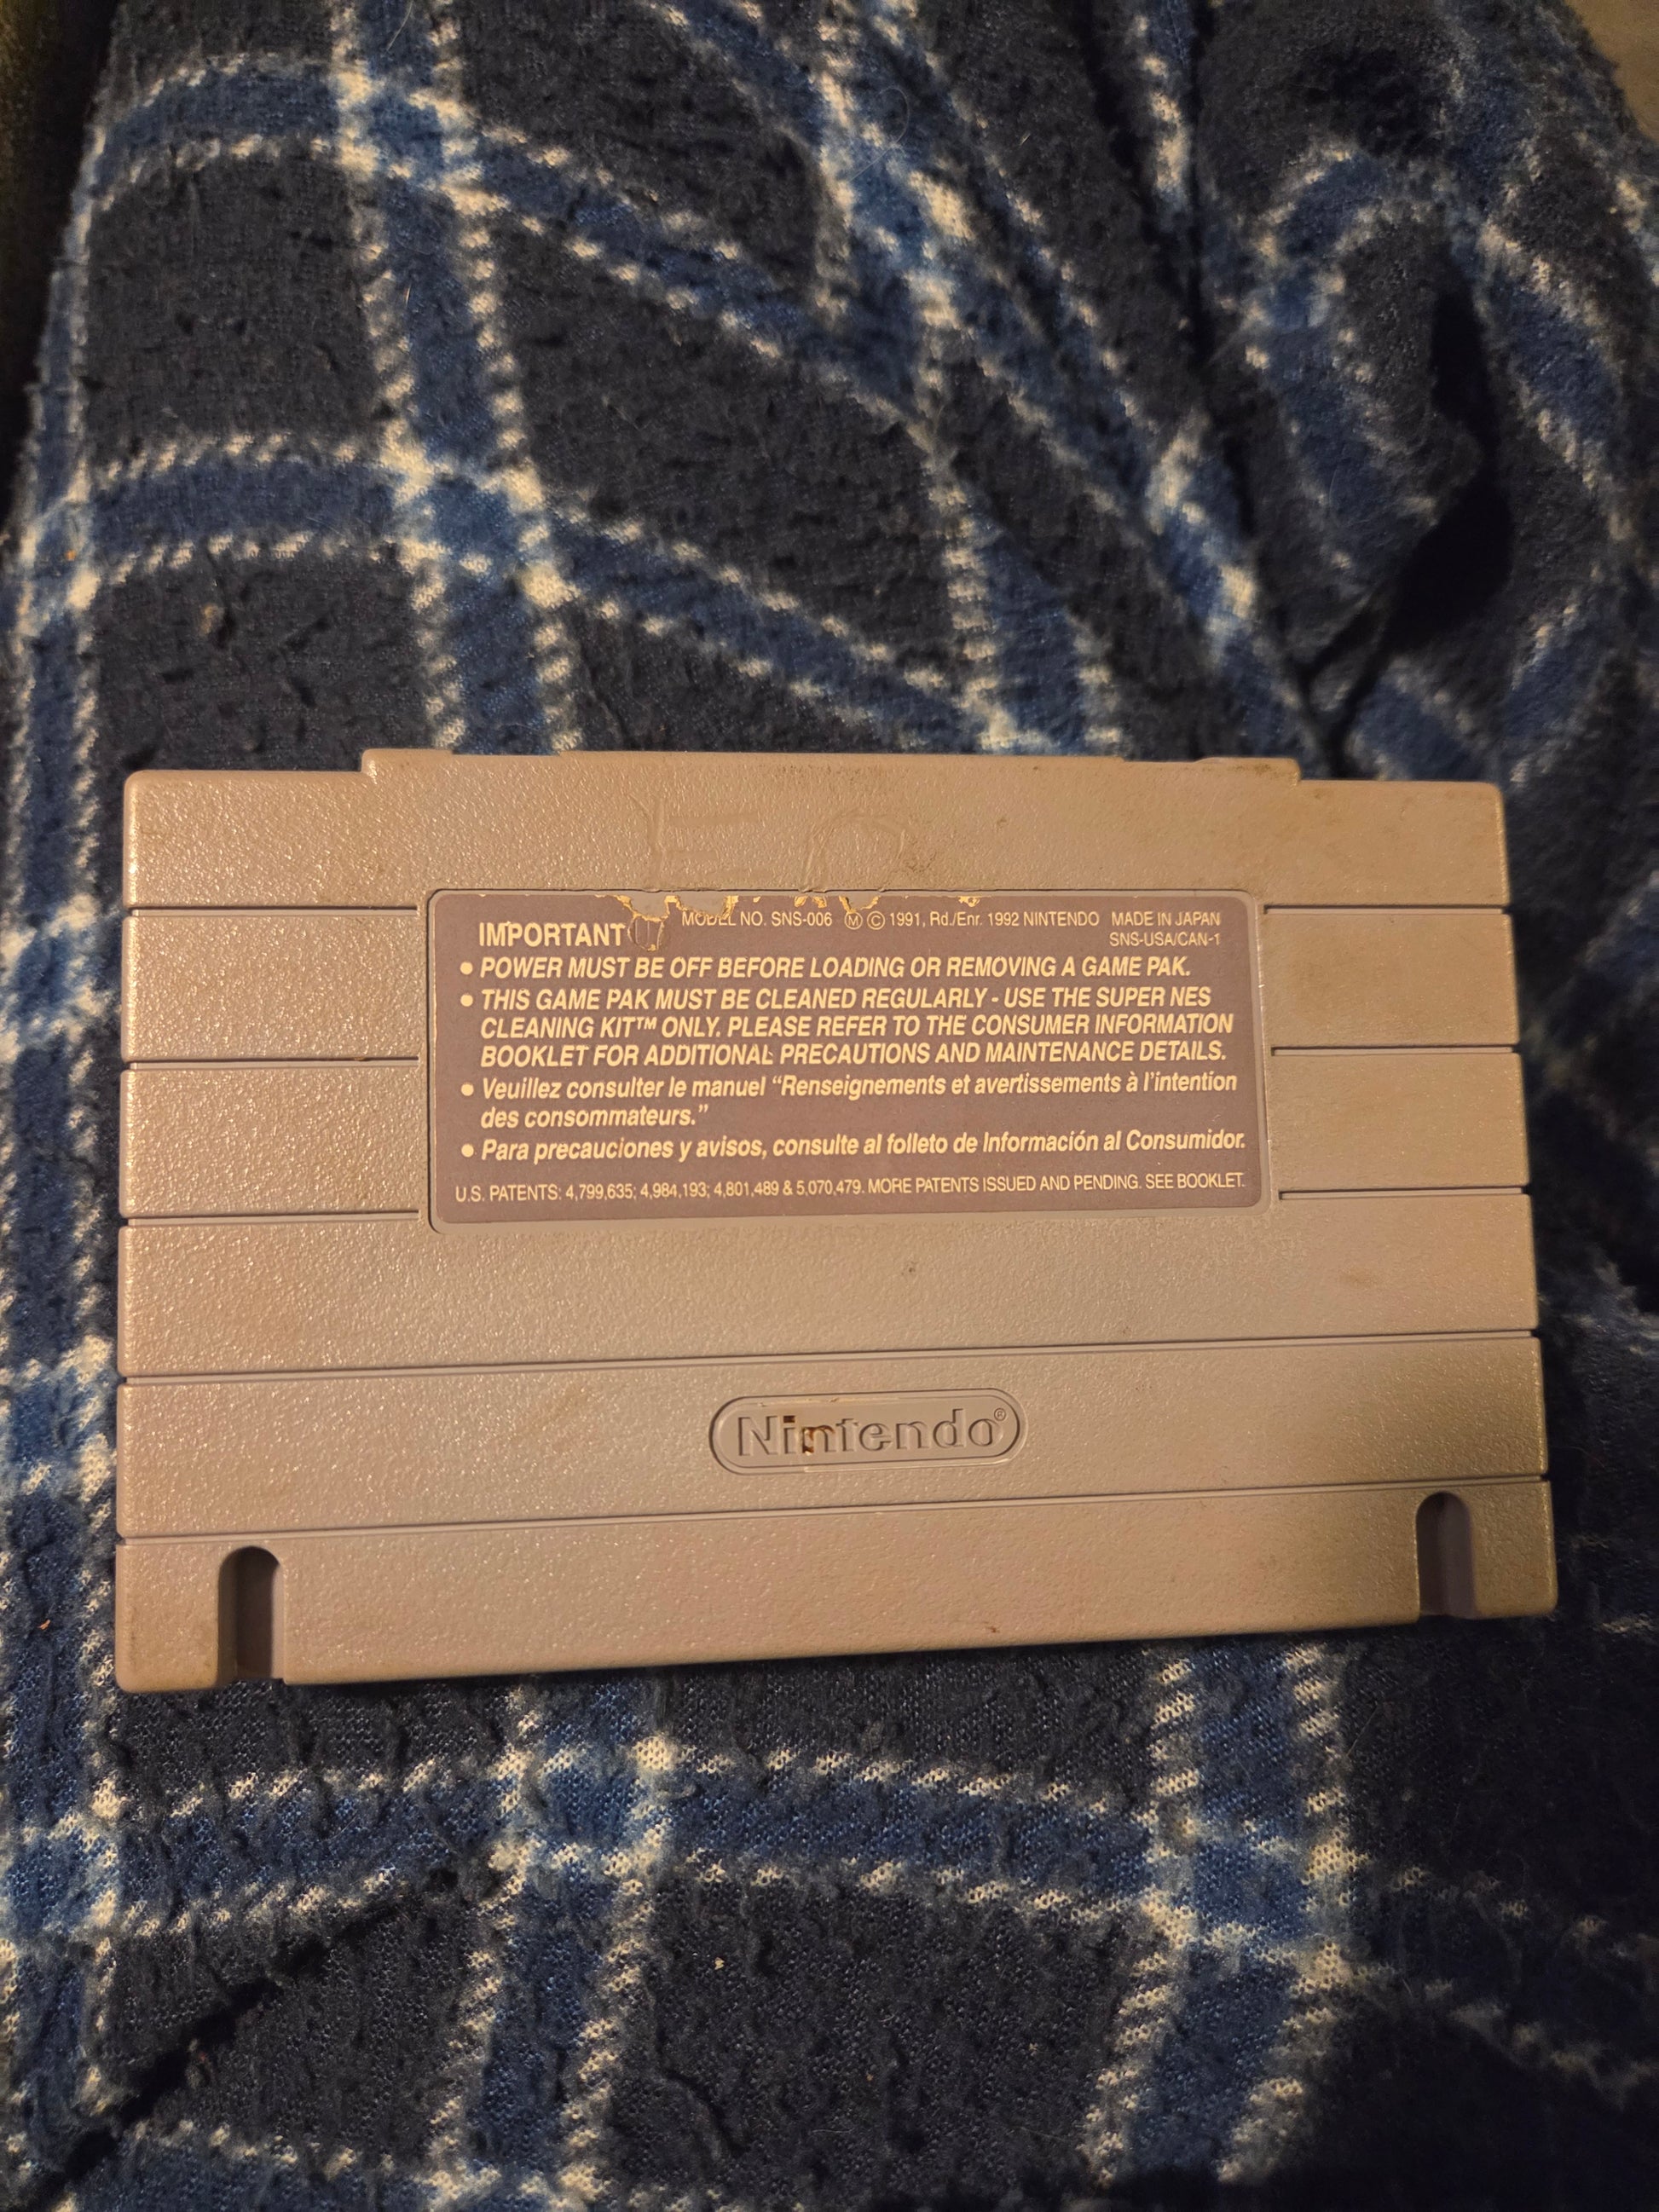 MODEL NO. SNS-006 Ⓜ © 1991, Rd./Enr. 1992 NINTENDO MADE IN JAPAN
IMPORTANT 17 SNS-USA/CAN-1
● POWER MUST BE OFF BEFORE LOADING OR REMOVING A GAME PAK.
● THIS GAME PAK MUST BE CLEANED REGULARLY - USE THE SUPER NES
CLEANING KIT™ ONLY. PLEASE REFER TO THE CONSUMER INFORMATION
BOOKLET FOR ADDITIONAL PRECAUTIONS AND MAINTENANCE DETAILS.
● Veuillez consulter le manuel “Renseignements et avertissements à l'intention
des consommateurs.”
● Para precauciones y avisos, consulte al folleto de Información al Consumidor.
U.S. PATENTS: 4,799,635; 4,984,193; 4,801,489 & 5,070,479. MORE PATENTS ISSUED AND PENDING. SEE BOOKLET.
Nintendo®